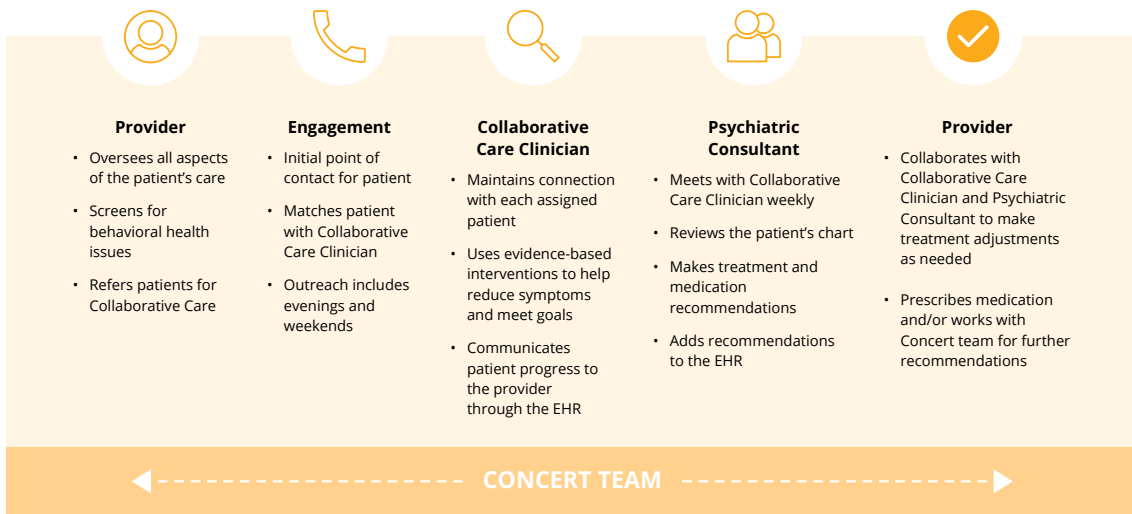 Provider
• Oversees all aspects
of the patient's care
• Screens for
behavioral health
issues
• Refers patients for
Collaborative Care
Engagement
• Initial point of
contact for patient
• Matches patient
with Collaborative
Care Clinician
• Outreach includes
evenings and
weekends
Collaborative
Care Clinician
• Maintains connection
with each assigned
patient
• Uses evidence-based
interventions to help
reduce symptoms
and meet goals
• Communicates
patient progress to
the provider
through the EHR
Psychiatric
Consultant
• Meets with Collaborative
Care Clinician weekly
• Reviews the patient's chart
• Makes treatment and
medication
recommendations
• Adds recommendations
to the EHR
Provider
• Collaborates with
Collaborative Care
Clinician and Psychiatric
Consultant to make
treatment adjustments
as needed
• Prescribes medication
and/or works with
Concert team for further
recommendations
CONCERT TEAM